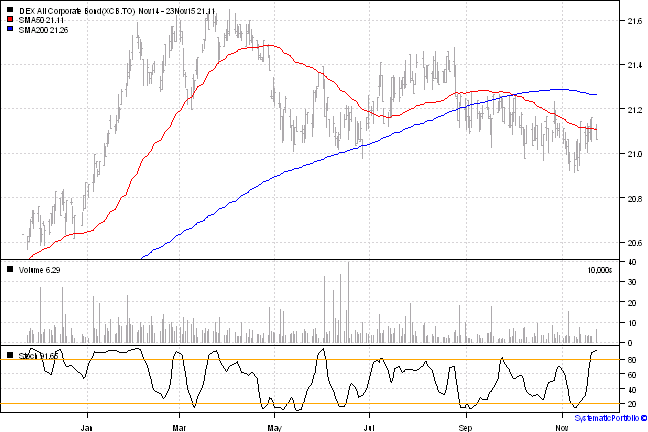 DEX All Corporate Bond(XCB.TO) Nov14 - 23Nov15 21.11
SMA50 21.11
SMA200 21.26
21.6
21.4
21.2
21.0
20.8
20.6
Volume 6.29
10,000s
40
30
20
10
0
Stoch 91.65
80
60
40
20
Jan Mar May Jul Sep Nov
SystematicPortfolio ©